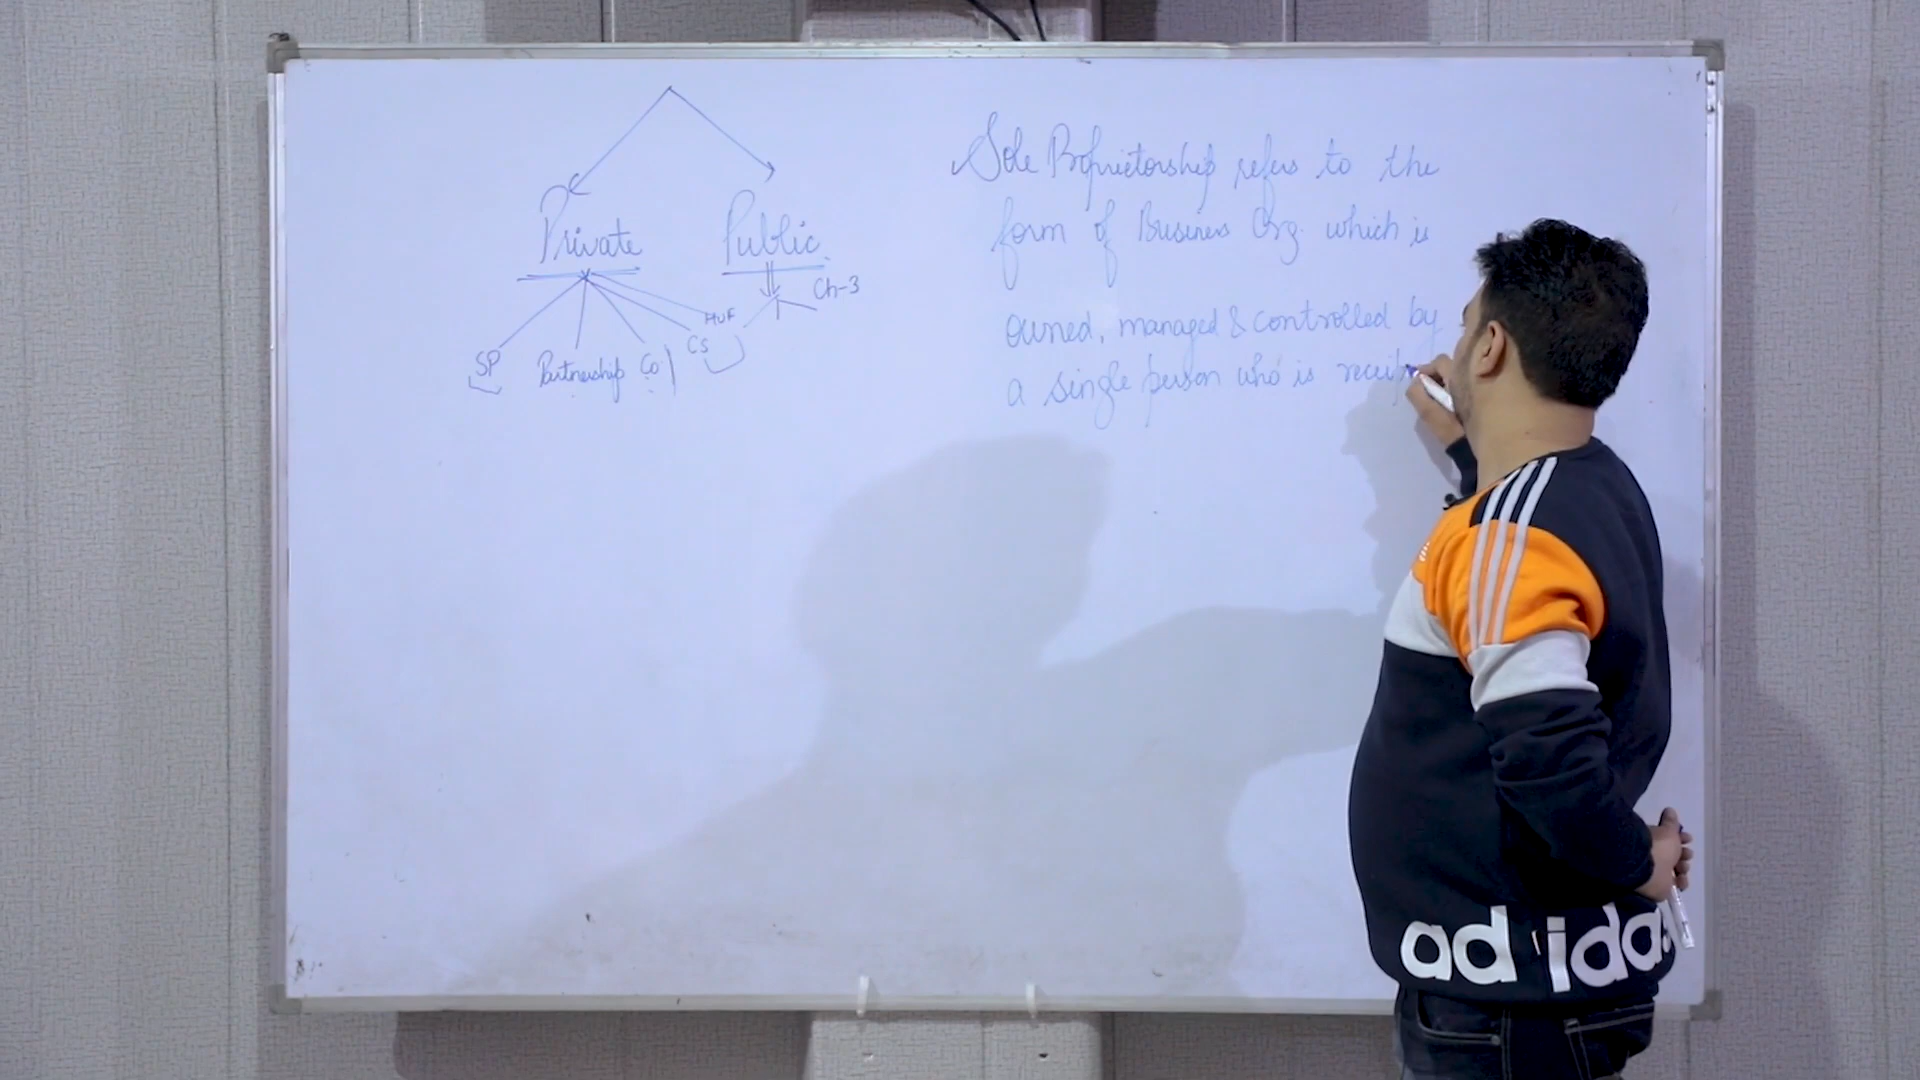 Private
Public
Ch-3
SP
Partnership
Co
CS
HUF
Sole Proprietorship refers to the
form of Business Org. which is
owned, managed & controlled by
a single person who is recip
adidas